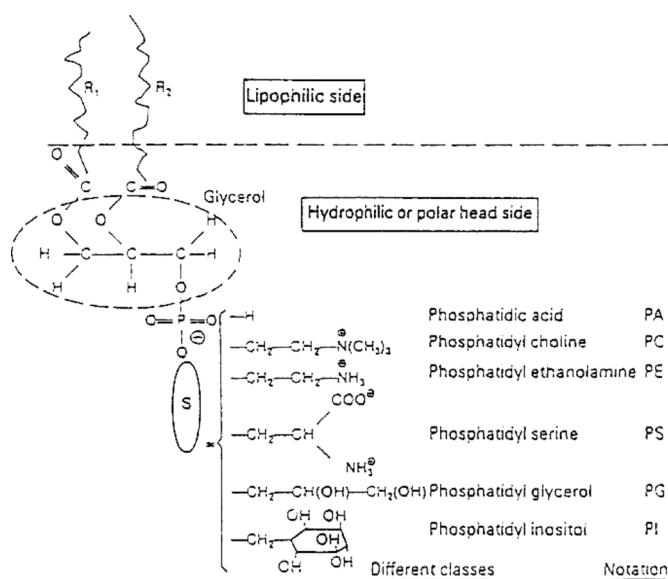 R₁
R₂
Lipophilic side
O
C C=O
Glycerol
Hydrophilic or polar head side
O O H
H—C—C—C—H
H H O
O=P=O
⊖
O
S
—H Phosphatidic acid PA
—CH₂—CH₂—N(CH₃)₃ Phosphatidyl choline PC
⊕
—CH₂—CH₂—NH₃ Phosphatidyl ethanolamine PE
⊕
COO⊖
—CH₂—CH Phosphatidyl serine PS
NH₃⊕
—CH₂—CH(OH)—CH₂(OH) Phosphatidyl glycerol PG
OH OH
OH
—CH₂ Phosphatidyl inositol PI
OH
OH OH
Different classes Notation